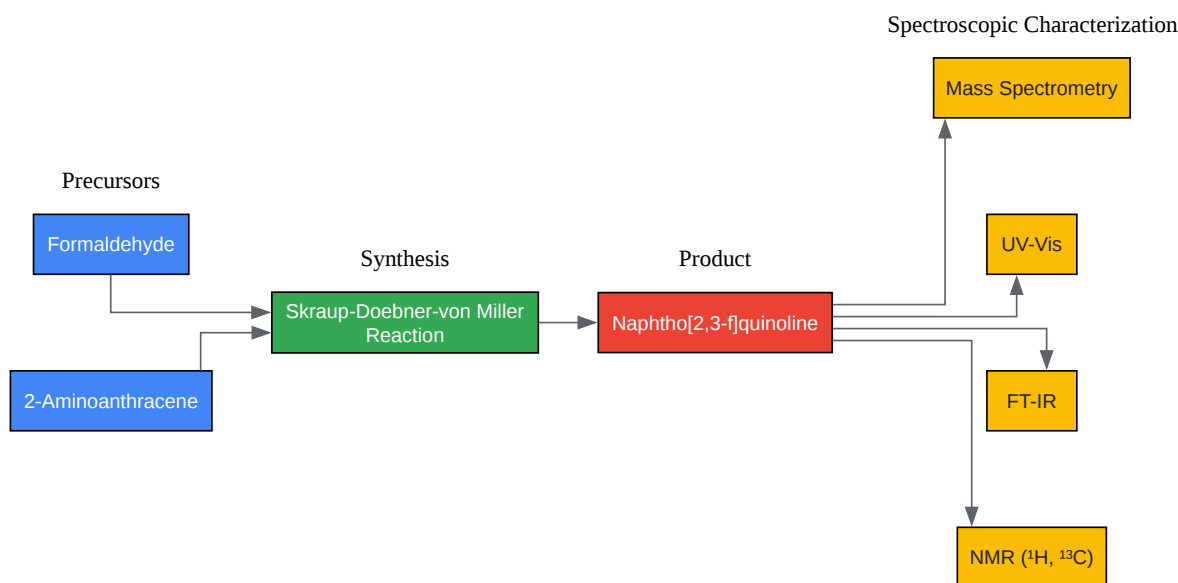 Spectroscopic Characterization
Mass Spectrometry
Precursors
Formaldehyde
UV-Vis
Synthesis
Product
Skraup-Doebner-von Miller
Reaction
Naphtho[2,3-f]quinoline
2-Aminoanthracene
FT-IR
NMR (¹H, ¹³C)